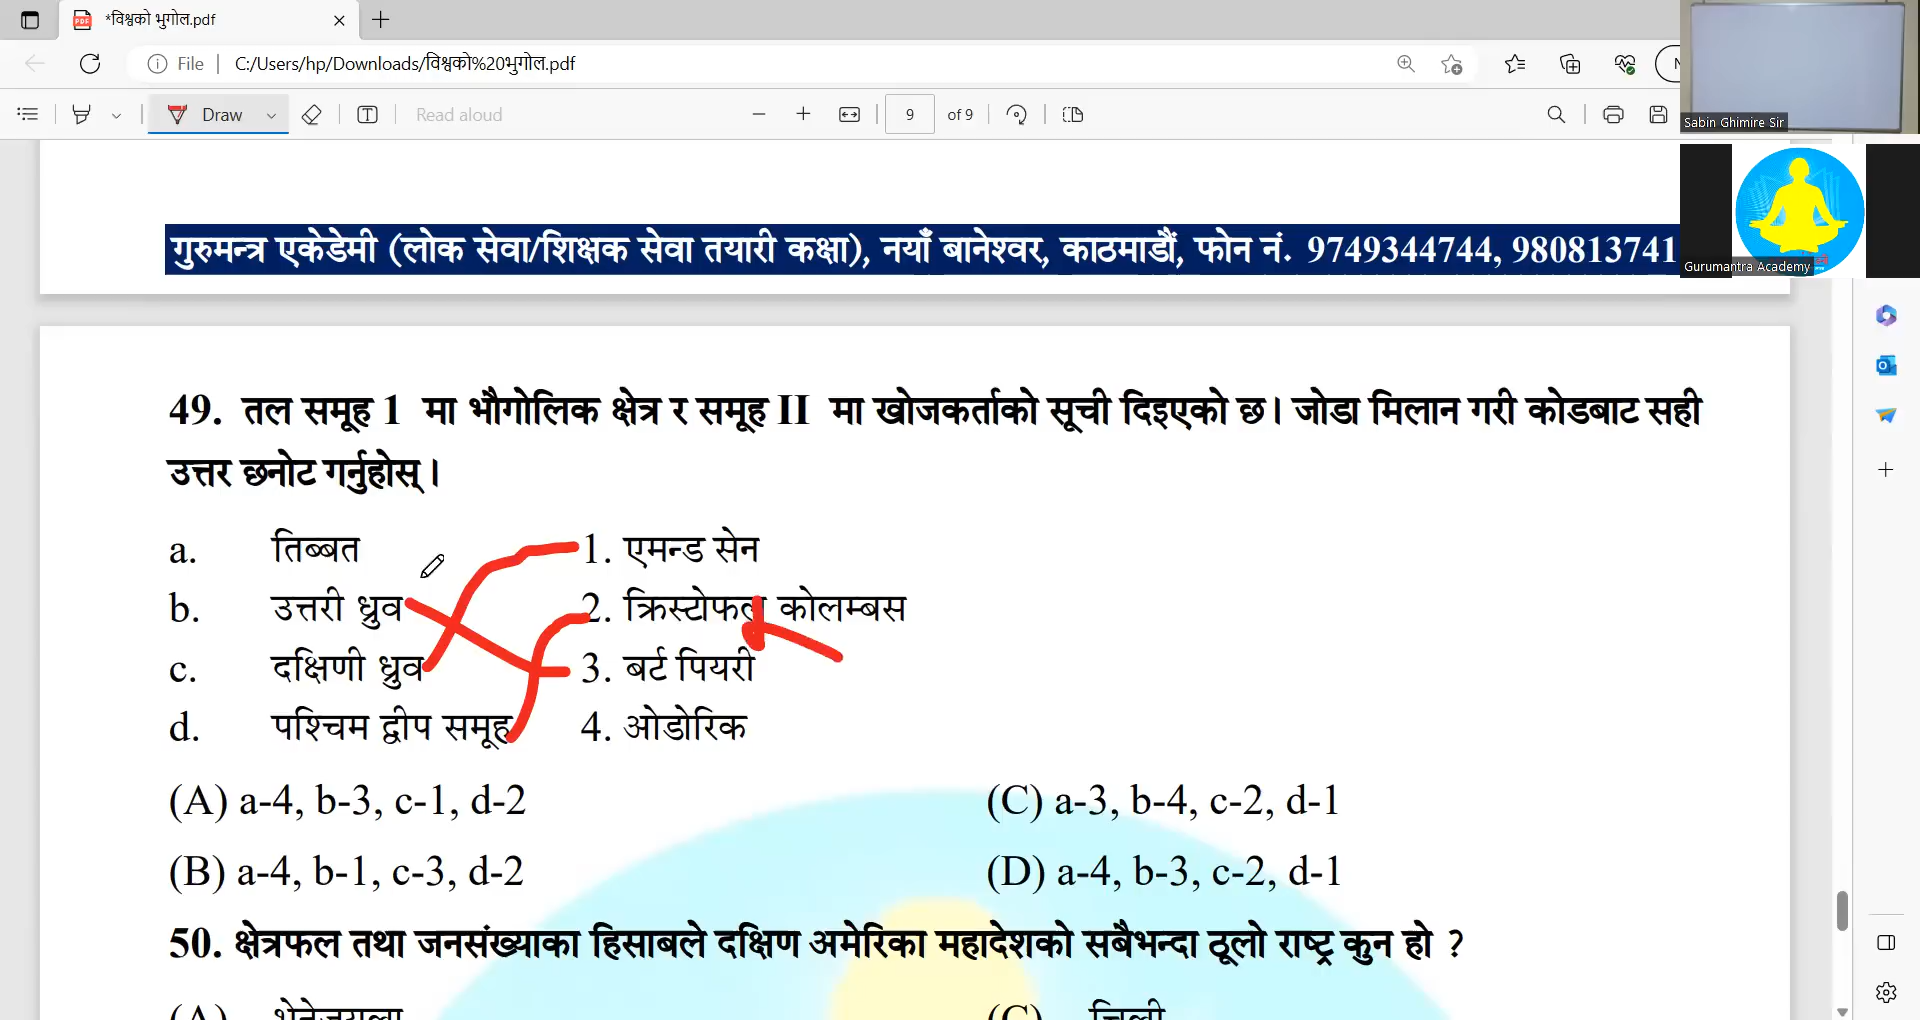 *विश्वको भुगोल.pdf
File
C:/Users/hp/Downloads/विश्वको%20भुगोल.pdf
Draw
Read aloud
9 of 9
Sabin Ghimire Sir
Gurumantra Academy
गुरुमन्त्र एकेडेमी (लोक सेवा/शिक्षक सेवा तयारी कक्षा), नयाँ बानेश्वर, काठमाडौं, फोन नं. 9749344744, 980813741
49. तल समूह 1 मा भौगोलिक क्षेत्र र समूह II मा खोजकर्ताको सूची दिइएको छ। जोडा मिलान गरी कोडबाट सही
उत्तर छनोट गर्नुहोस्।
a. तिब्बत 1. एमन्ड सेन
b. उत्तरी ध्रुव 2. क्रिस्टोफल कोलम्बस
c. दक्षिणी ध्रुव 3. बर्ट पियरी
d. पश्चिम द्वीप समूह 4. ओडोरिक
(A) a-4, b-3, c-1, d-2 (C) a-3, b-4, c-2, d-1
(B) a-4, b-1, c-3, d-2 (D) a-4, b-3, c-2, d-1
50. क्षेत्रफल तथा जनसंख्याका हिसाबले दक्षिण अमेरिका महादेशको सबैभन्दा ठूलो राष्ट्र कुन हो ?
(A) भेनेजुयला (C) चिली